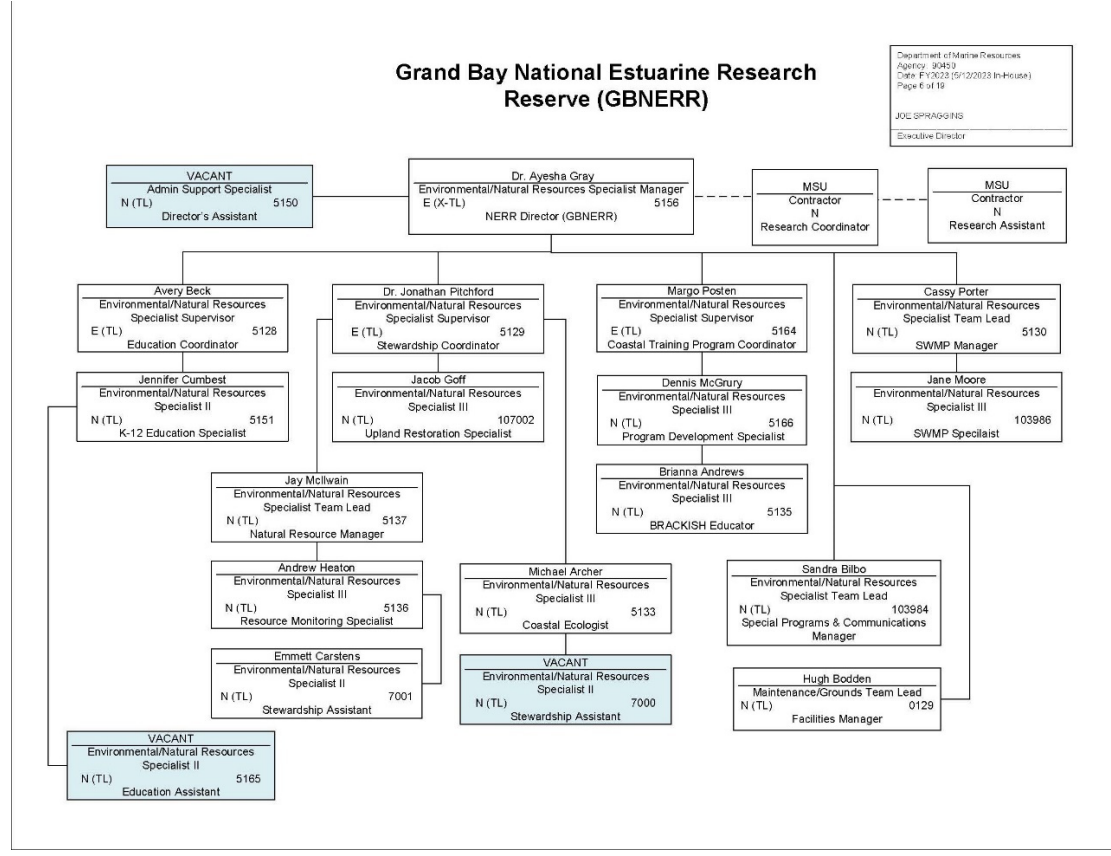 Grand Bay National Estuarine Research
Reserve (GBNERR)
Department of Marine Resources
Agency: 90450
Date: FY2023 (5/12/2023 In-House)
Page 6 of 19
JOE SPRAGGINS
Executive Director
VACANT
Admin Support Specialist
N (TL) 5150
Director's Assistant
Dr. Ayesha Gray
Environmental/Natural Resources Specialist Manager
E (X-TL) 5156
NERR Director (GBNERR)
MSU
Contractor
N
Research Coordinator
MSU
Contractor
N
Research Assistant
Avery Beck
Environmental/Natural Resources
Specialist Supervisor
E (TL) 5128
Education Coordinator
Dr. Jonathan Pitchford
Environmental/Natural Resources
Specialist Supervisor
E (TL) 5129
Stewardship Coordinator
Margo Posten
Environmental/Natural Resources
Specialist Supervisor
E (TL) 5164
Coastal Training Program Coordinator
Cassy Porter
Environmental/Natural Resources
Specialist Team Lead
N (TL) 5130
SWMP Manager
Jennifer Cumbest
Environmental/Natural Resources
Specialist II
N (TL) 5151
K-12 Education Specialist
Jacob Goff
Environmental/Natural Resources
Specialist III
N (TL) 107002
Upland Restoration Specialist
Dennis McGrury
Environmental/Natural Resources
Specialist III
N (TL) 5166
Program Development Specialist
Jane Moore
Environmental/Natural Resources
Specialist III
N (TL) 103986
SWMP Specilaist
Jay McIlwain
Environmental/Natural Resources
Specialist Team Lead
N (TL) 5137
Natural Resource Manager
Brianna Andrews
Environmental/Natural Resources
Specialist III
N (TL) 5135
BRACKISH Educator
Andrew Heaton
Environmental/Natural Resources
Specialist III
N (TL) 5136
Resource Monitoring Specialist
Michael Archer
Environmental/Natural Resources
Specialist III
N (TL) 5133
Coastal Ecologist
Sandra Bilbo
Environmental/Natural Resources
Specialist Team Lead
N (TL) 103984
Special Programs & Communications
Manager
Emmett Carstens
Environmental/Natural Resources
Specialist II
N (TL) 7001
Stewardship Assistant
VACANT
Environmental/Natural Resources
Specialist II
N (TL) 7000
Stewardship Assistant
Hugh Bodden
Maintenance/Grounds Team Lead
N (TL) 0129
Facilities Manager
VACANT
Environmental/Natural Resources
Specialist II
N (TL) 5165
Education Assistant